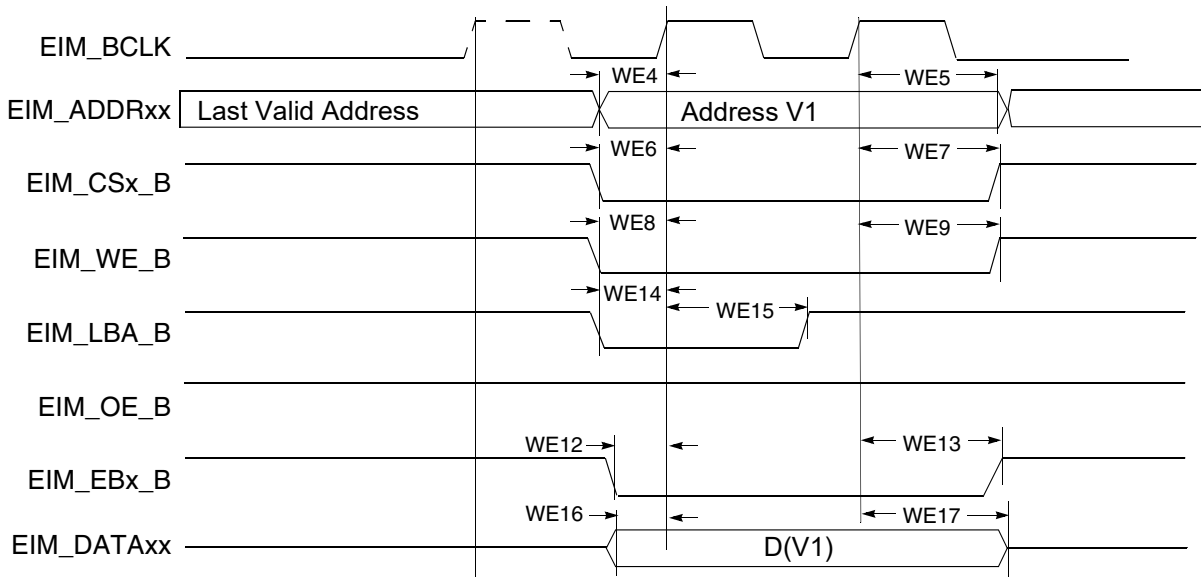 EIM_BCLK
WE4
WE5
EIM_ADDRxx
Last Valid Address
Address V1
WE6
WE7
EIM_CSx_B
WE8
WE9
EIM_WE_B
WE14
WE15
EIM_LBA_B
EIM_OE_B
WE12
WE13
EIM_EBx_B
WE16
WE17
EIM_DATAxx
D(V1)